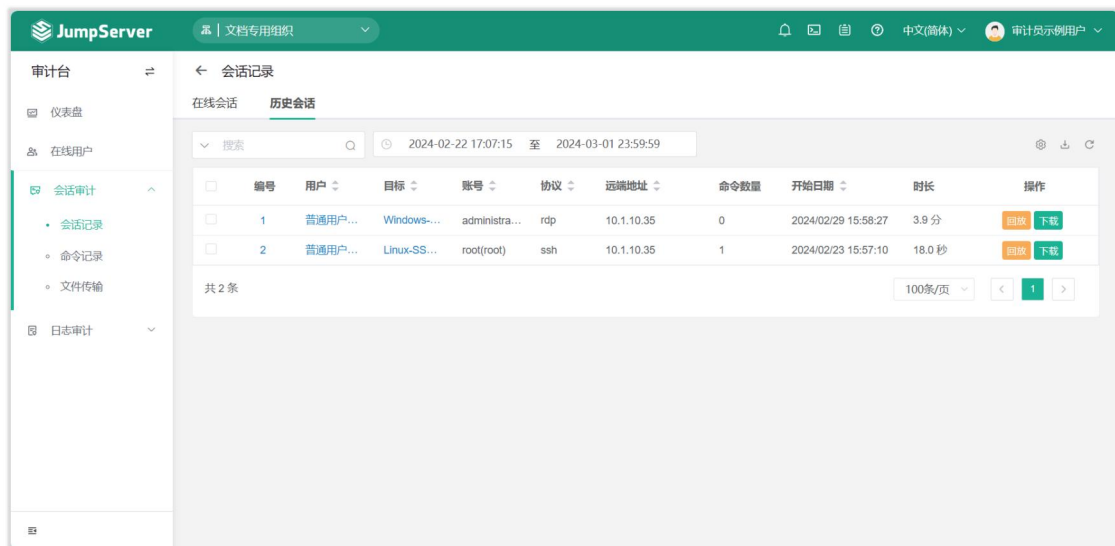 JumpServer 文档专用组织 中文(简体) 审计员示例用户
审计台 ← 会话记录
仪表盘 在线会话 历史会话
在线用户 搜索 2024-02-22 17:07:15 至 2024-03-01 23:59:59
会话审计 编号 用户 目标 账号 协议 远端地址 命令数量 开始日期 时长 操作
会话记录 1 普通用户... Windows-... administra... rdp 10.1.10.35 0 2024/02/29 15:58:27 3.9 分 回放 下载
命令记录 2 普通用户... Linux-SS... root(root) ssh 10.1.10.35 1 2024/02/23 15:57:10 18.0 秒 回放 下载
文件传输 共 2 条 100条/页 1
日志审计